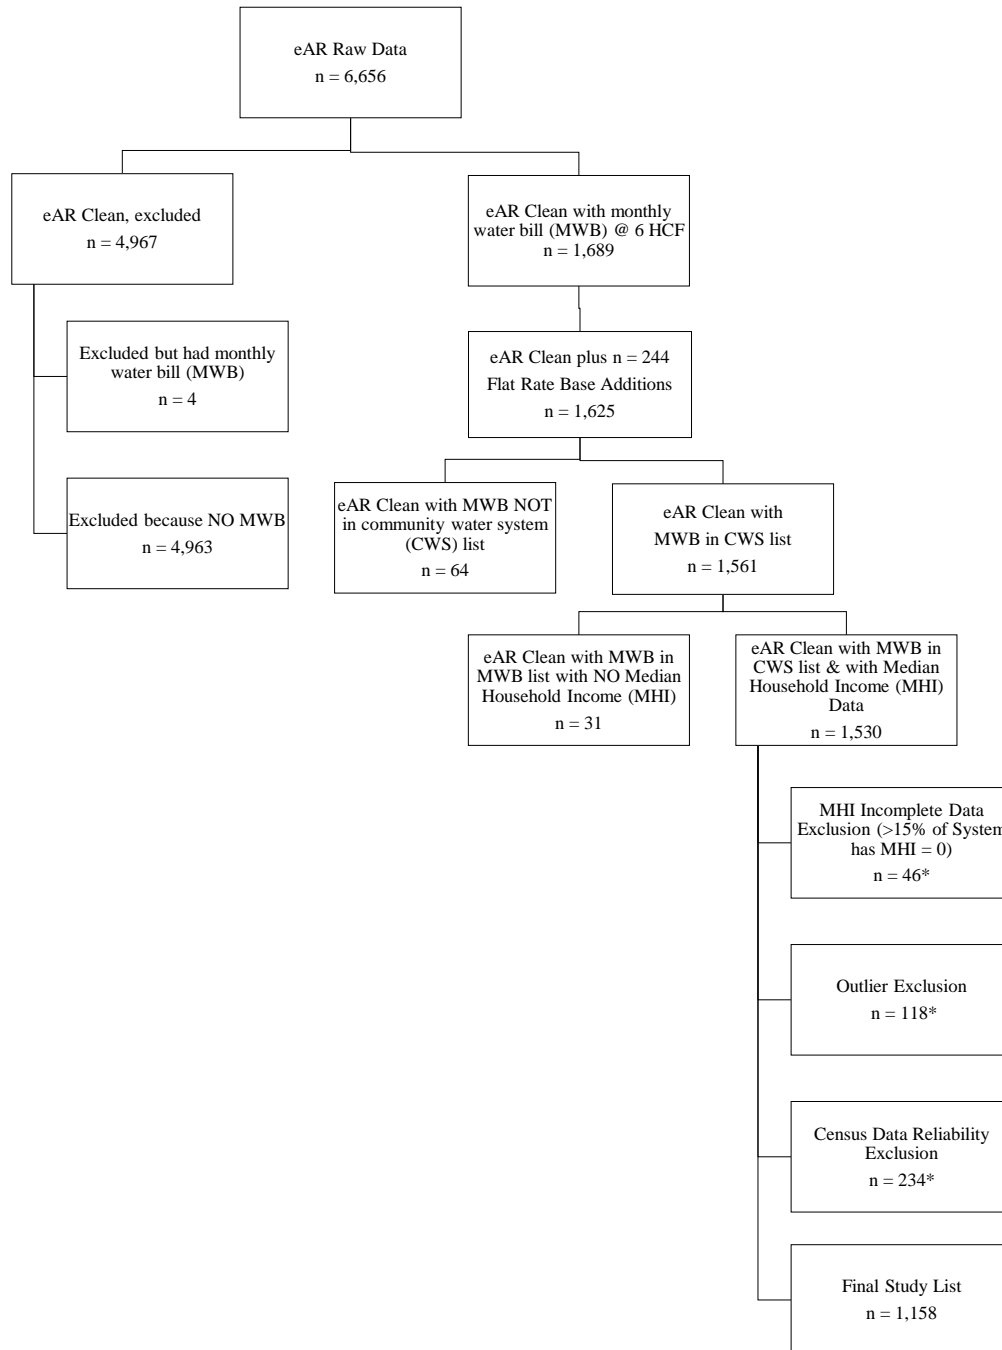 eAR Raw Data
n = 6,656
eAR Clean, excluded
n = 4,967
eAR Clean with monthly
water bill (MWB) @ 6 HCF
n = 1,689
Excluded but had monthly
water bill (MWB)
n = 4
eAR Clean plus n = 244
Flat Rate Base Additions
n = 1,625
Excluded because NO MWB
n = 4,963
eAR Clean with MWB NOT
in community water system
(CWS) list
n = 64
eAR Clean with
MWB in CWS list
n = 1,561
eAR Clean with MWB in
MWB list with NO Median
Household Income (MHI)
n = 31
eAR Clean with MWB in
CWS list & with Median
Household Income (MHI)
Data
n = 1,530
MHI Incomplete Data
Exclusion (>15% of System
has MHI = 0)
n = 46*
Outlier Exclusion
n = 118*
Census Data Reliability
Exclusion
n = 234*
Final Study List
n = 1,158